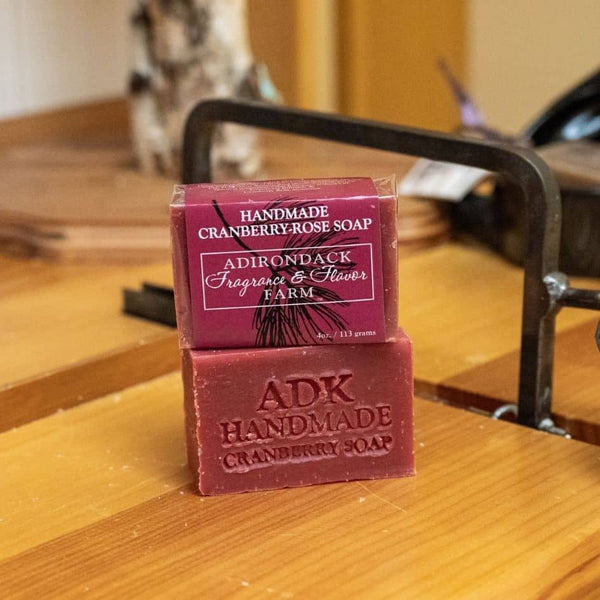 HANDMADE
CRANBERRY-ROSE SOAP
ADIRONDACK
Fragrance & Flavor
FARM
4oz. / 113 grams
ADK
HANDMADE
CRANBERRY SOAP